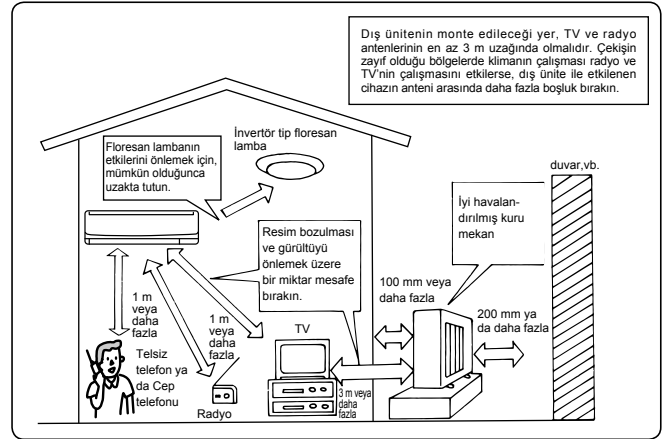 Dış ünitenin monte edileceği yer, TV ve radyo
antenlerinin en az 3 m uzağında olmalıdır. Çekişin
zayıf olduğu bölgelerde klimanın çalışması radyo ve
TV'nin çalışmasını etkilerse, dış ünite ile etkilenen
cihazın anteni arasında daha fazla boşluk bırakın.
İnvertör tip floresan
lamba
Floresan lambanın
etkilerini önlemek için,
mümkün olduğunca
uzakta tutun.
duvar,vb.
İyi havalan-
dırılmış kuru
mekan
Resim bozulması
ve gürültüyü
önlemek üzere
bir miktar mesafe
bırakın.
100 mm veya
daha fazla
200 mm ya
da daha fazla
1 m
veya
daha
fazla
1 m
veya
daha
fazla
TV
Telsiz
telefon ya
da Cep
telefonu
Radyo
3 m veya
daha
fazla